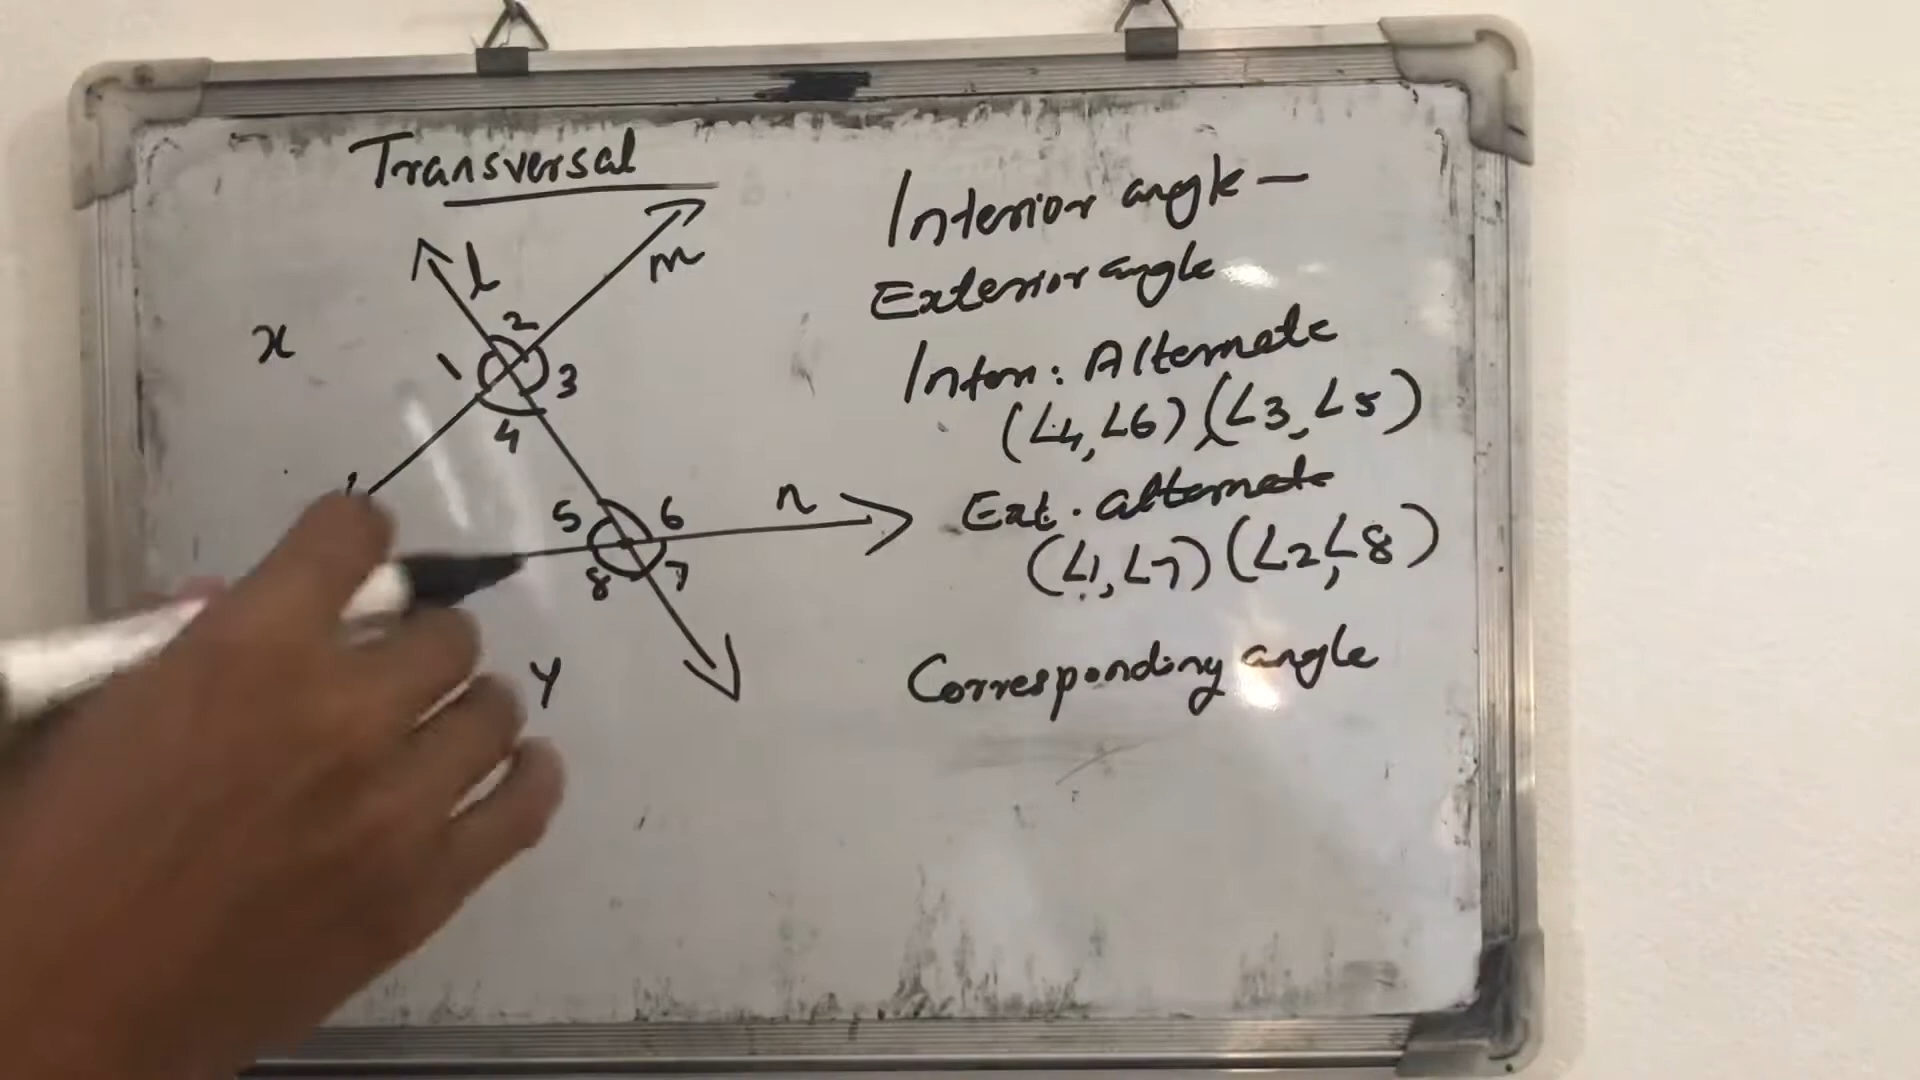 Transversal
l
m
x
1
2
3
4
5
6
n
8
7
y
Interior angle —
Exterior angle
Inten: Alternate
(∠4, ∠6) (∠3, ∠5)
Ext. alternate
(∠1, ∠7) (∠2, ∠8)
Corresponding angle